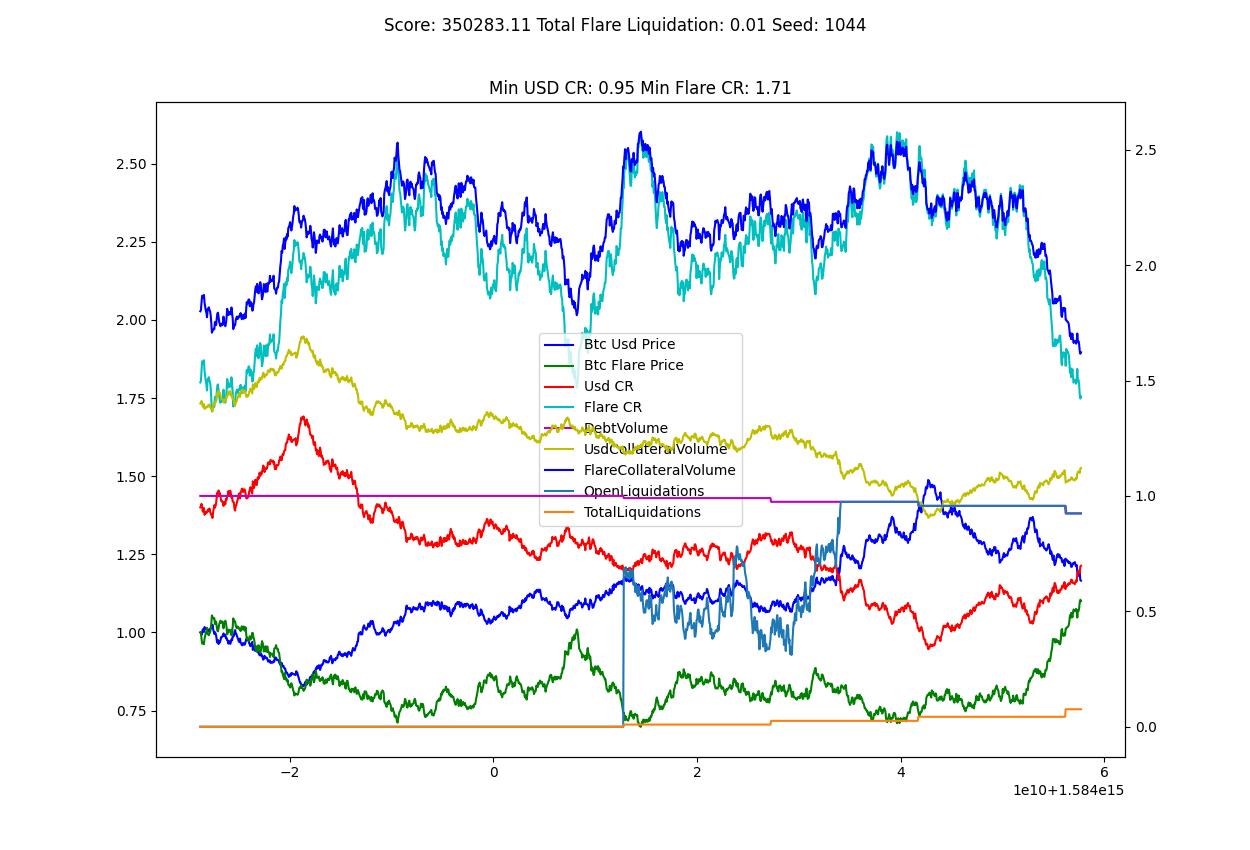 Score: 350283.11 Total Flare Liquidation: 0.01 Seed: 1044
Min USD CR: 0.95 Min Flare CR: 1.71
2.50
2.25
2.00
1.75
1.50
1.25
1.00
0.75
2.5
2.0
1.5
1.0
0.5
0.0
Btc Usd Price
Btc Flare Price
Usd CR
Flare CR
DebtVolume
UsdCollateralVolume
FlareCollateralVolume
OpenLiquidations
TotalLiquidations
−2 0 2 4 6
1e10+1.584e15